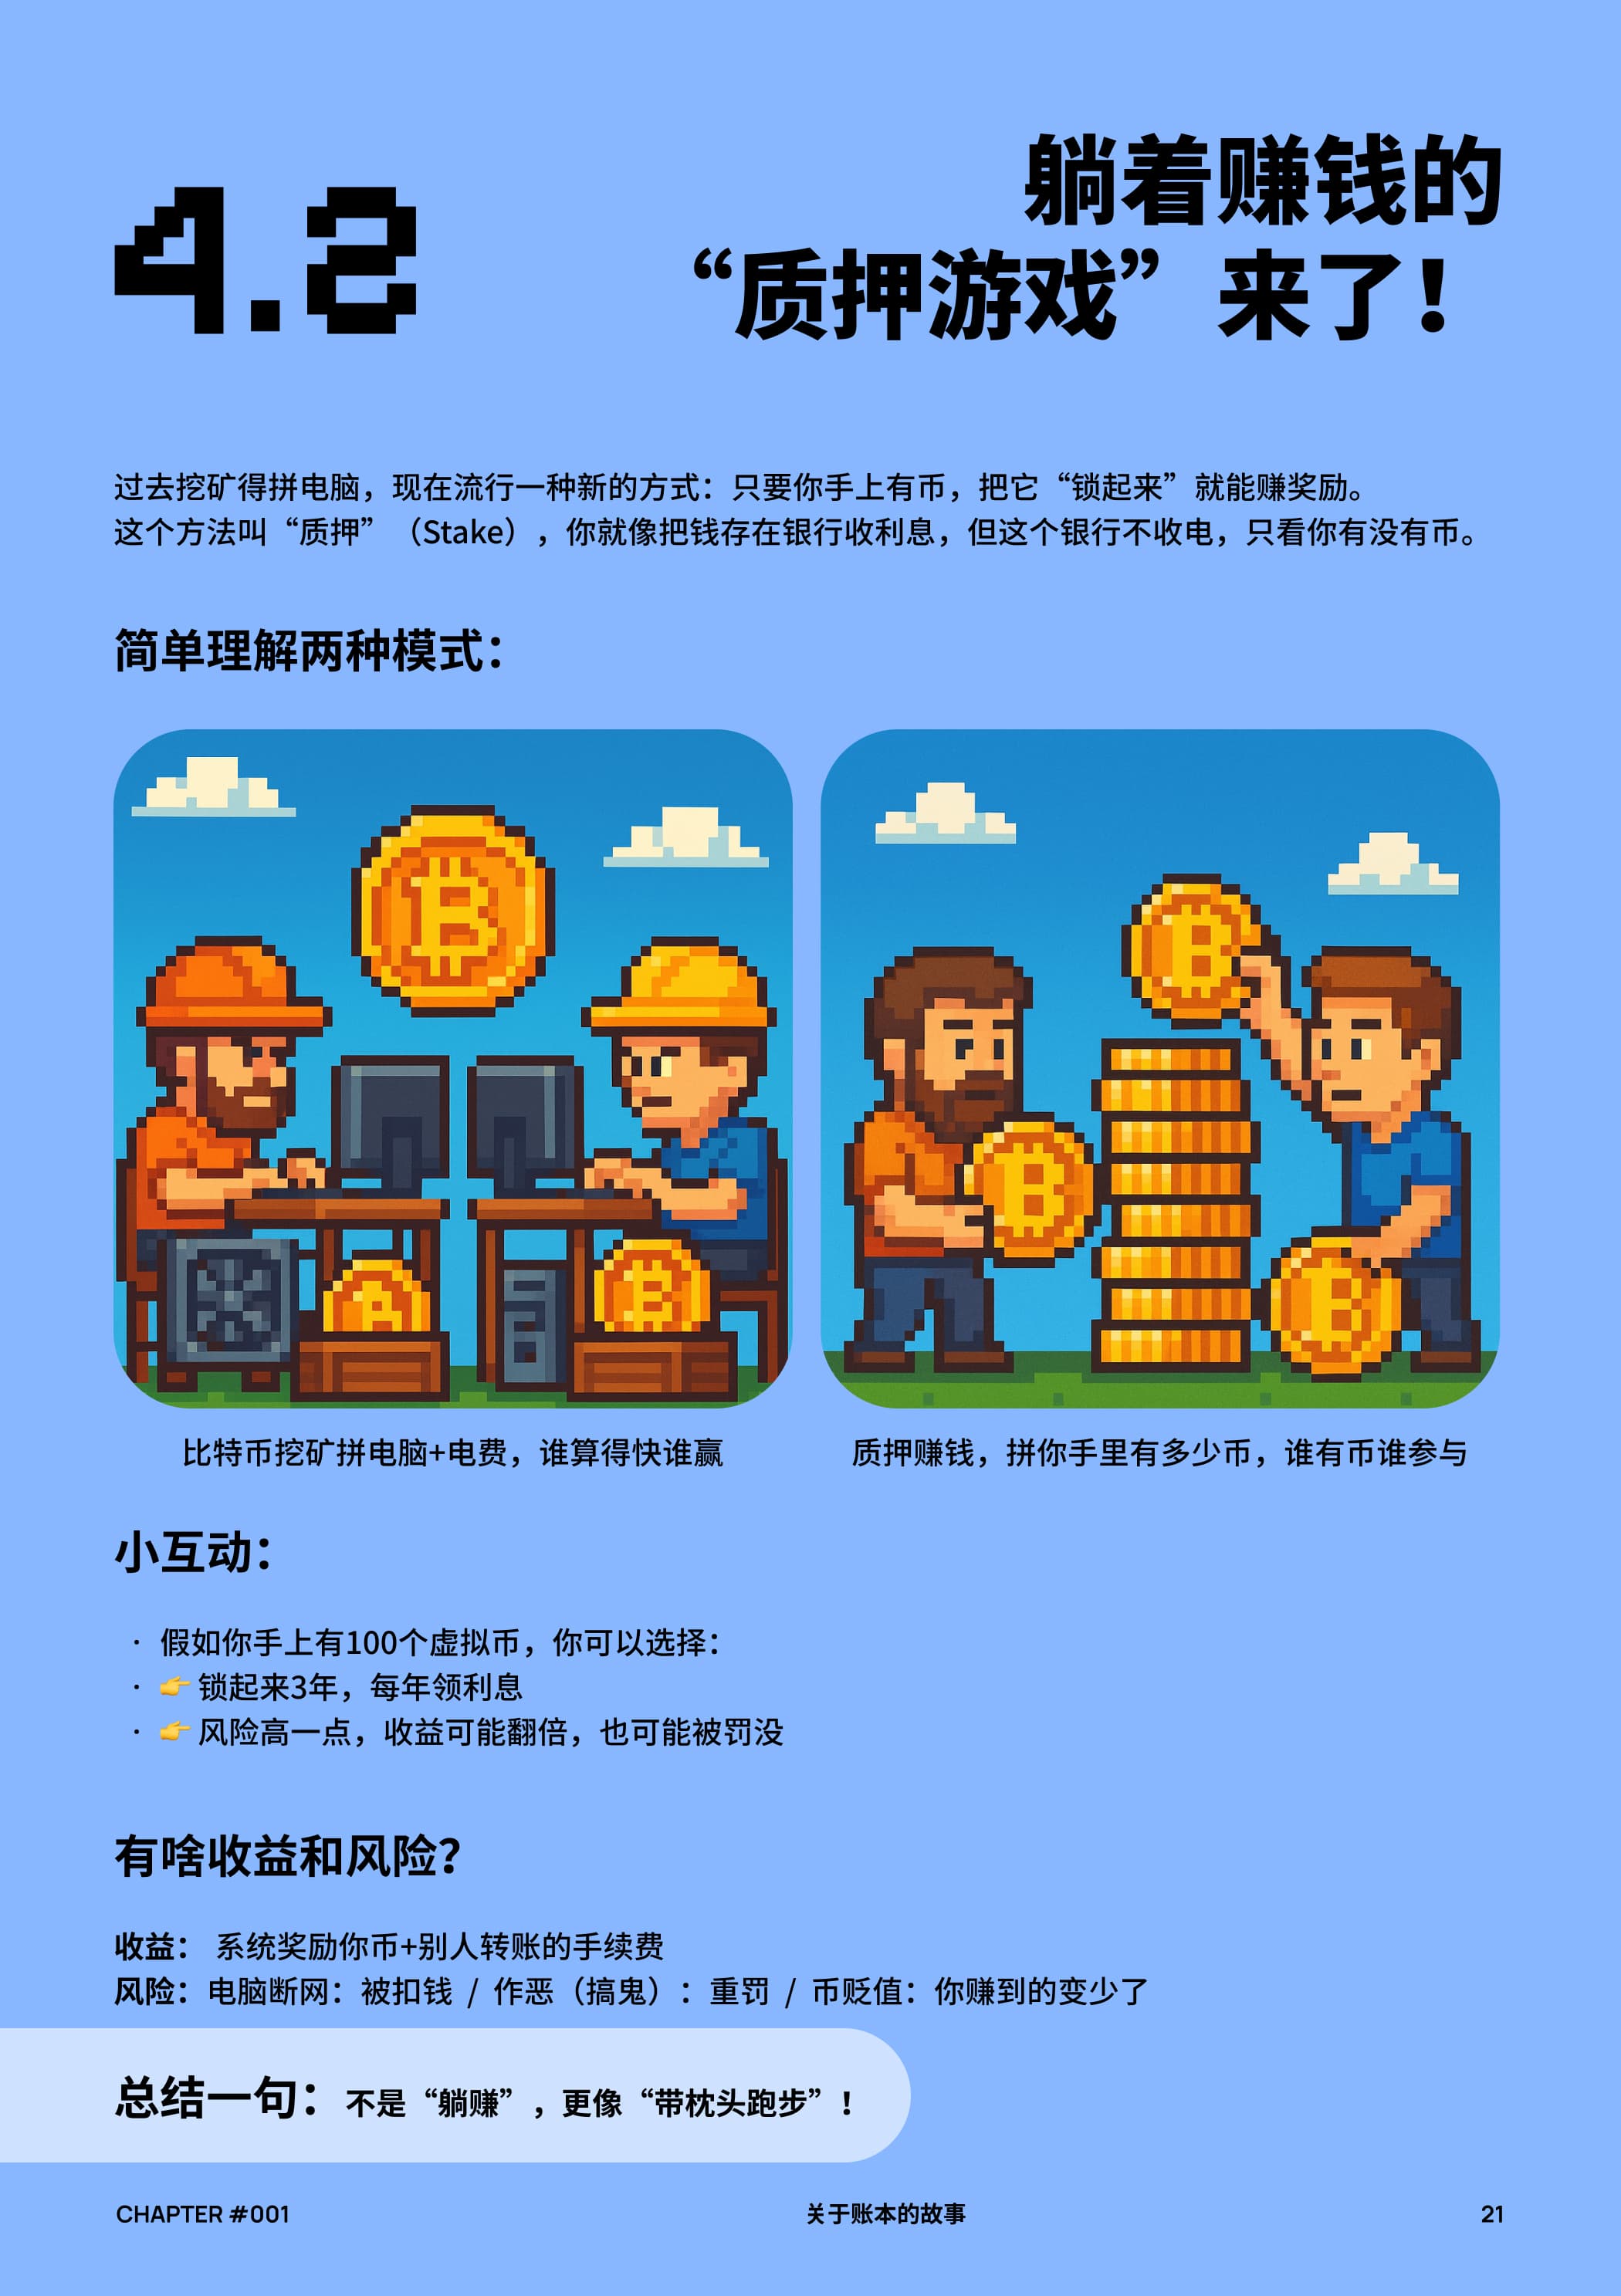 4.2
躺着赚钱的
“质押游戏”来了！
过去挖矿得拼电脑，现在流行一种新的方式：只要你手上有币，把它“锁起来”就能赚奖励。
这个方法叫“质押”（Stake），你就像把钱存在银行收利息，但这个银行不收电，只看你有没有币。
简单理解两种模式：
比特币挖矿拼电脑+电费，谁算得快谁赢
质押赚钱，拼你手里有多少币，谁有币谁参与
小互动：
· 假如你手上有100个虚拟币，你可以选择：
· 👉 锁起来3年，每年领利息
· 👉 风险高一点，收益可能翻倍，也可能被罚没
有啥收益和风险？
收益： 系统奖励你币+别人转账的手续费
风险：电脑断网：被扣钱 / 作恶（搞鬼）：重罚 / 币贬值：你赚到的变少了
总结一句：不是“躺赚”，更像“带枕头跑步”！
CHAPTER #001
关于账本的故事
21